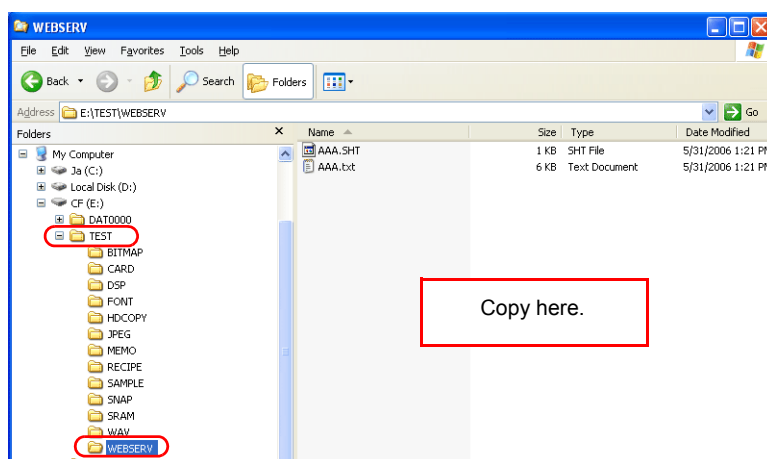 WEBSERV
File Edit View Favorites Tools Help
Back Search Folders
Address E:\TEST\WEBSERV Go
Folders × Name Size Type Date Modified
My Computer
Ja (C:)
Local Disk (D:)
CF (E:)
DAT0000
TEST
BITMAP
CARD
DSP
FONT
HDCOPY
JPEG
MEMO
RECIPE
SAMPLE
SNAP
SRAM
WAV
WEBSERV
AAA.SHT 1 KB SHT File 5/31/2006 1:21 PM
AAA.txt 6 KB Text Document 5/31/2006 1:21 PM
Copy here.